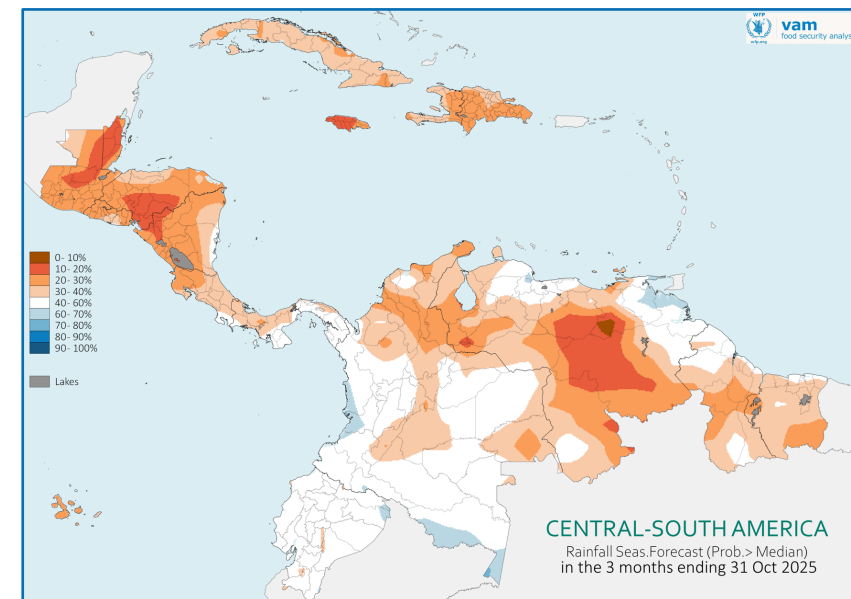 WFP
wfp.org
vam
food security analys
0- 10%
10- 20%
20- 30%
30- 40%
40- 60%
60- 70%
70- 80%
80- 90%
90- 100%
Lakes
CENTRAL-SOUTH AMERICA
Rainfall Seas.Forecast (Prob.> Median)
in the 3 months ending 31 Oct 2025